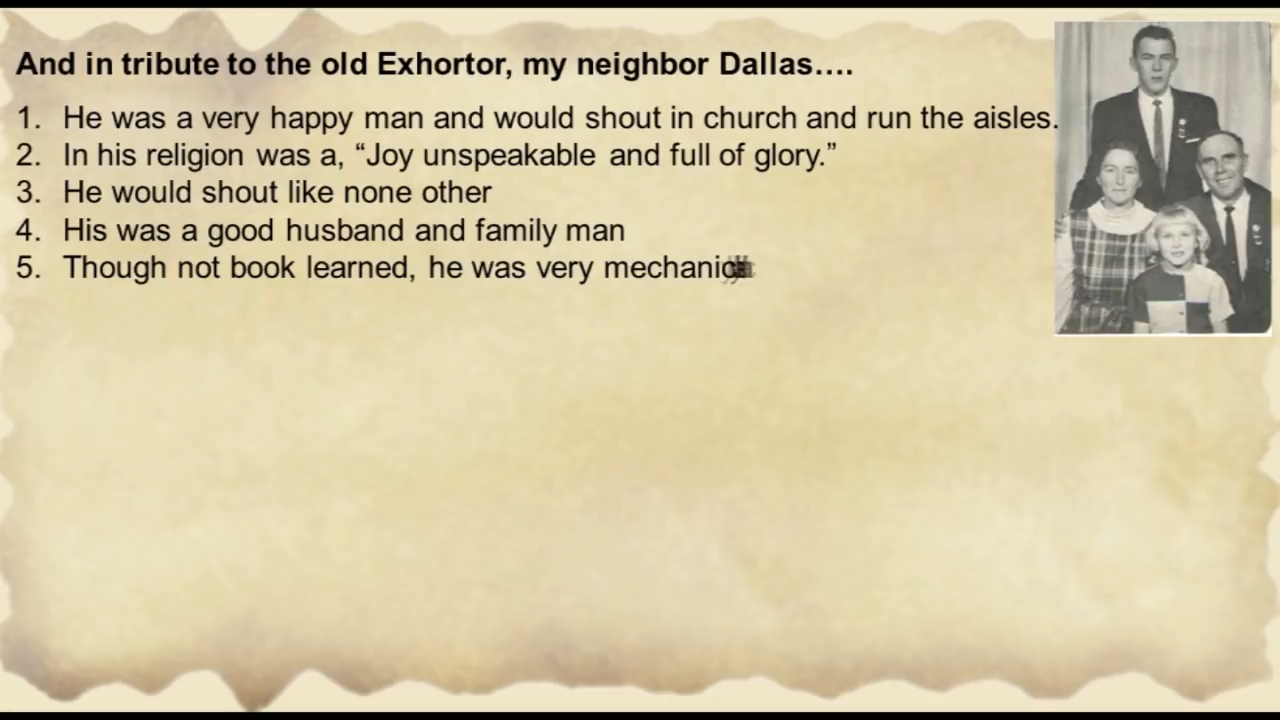 And in tribute to the old Exhortor, my neighbor Dallas….
1. He was a very happy man and would shout in church and run the aisles.
2. In his religion was a, “Joy unspeakable and full of glory.”
3. He would shout like none other
4. His was a good husband and family man
5. Though not book learned, he was very